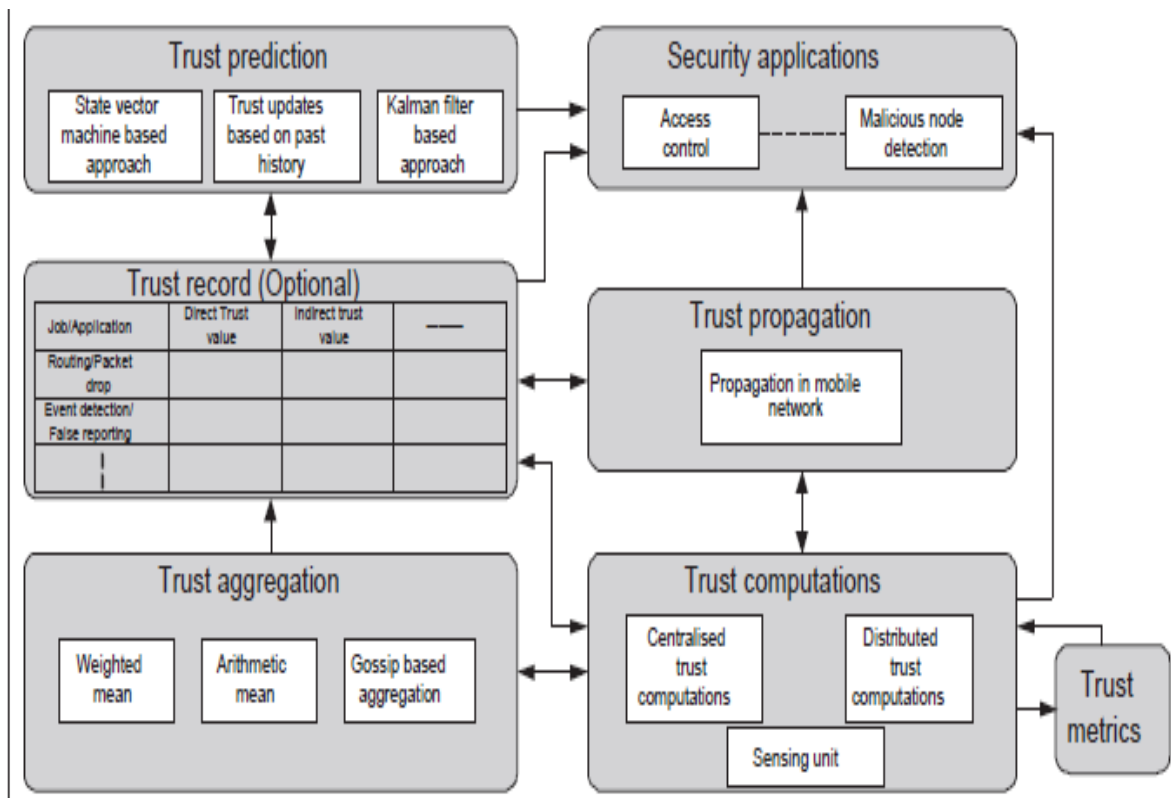 Trust prediction
State vector
machine based
approach
Trust updates
based on past
history
Kalman filter
based
approach
Security applications
Access
control
Malicious node
detection
Trust record (Optional)
Job/Application
Direct Trust
value
Indirect trust
value
Routing/Packet
drop
Event detection/
False reporting
Trust propagation
Propagation in mobile
network
Trust aggregation
Weighted
mean
Arithmetic
mean
Gossip based
aggregation
Trust computations
Centralised
trust
computations
Distributed
trust
computations
Sensing unit
Trust
metrics